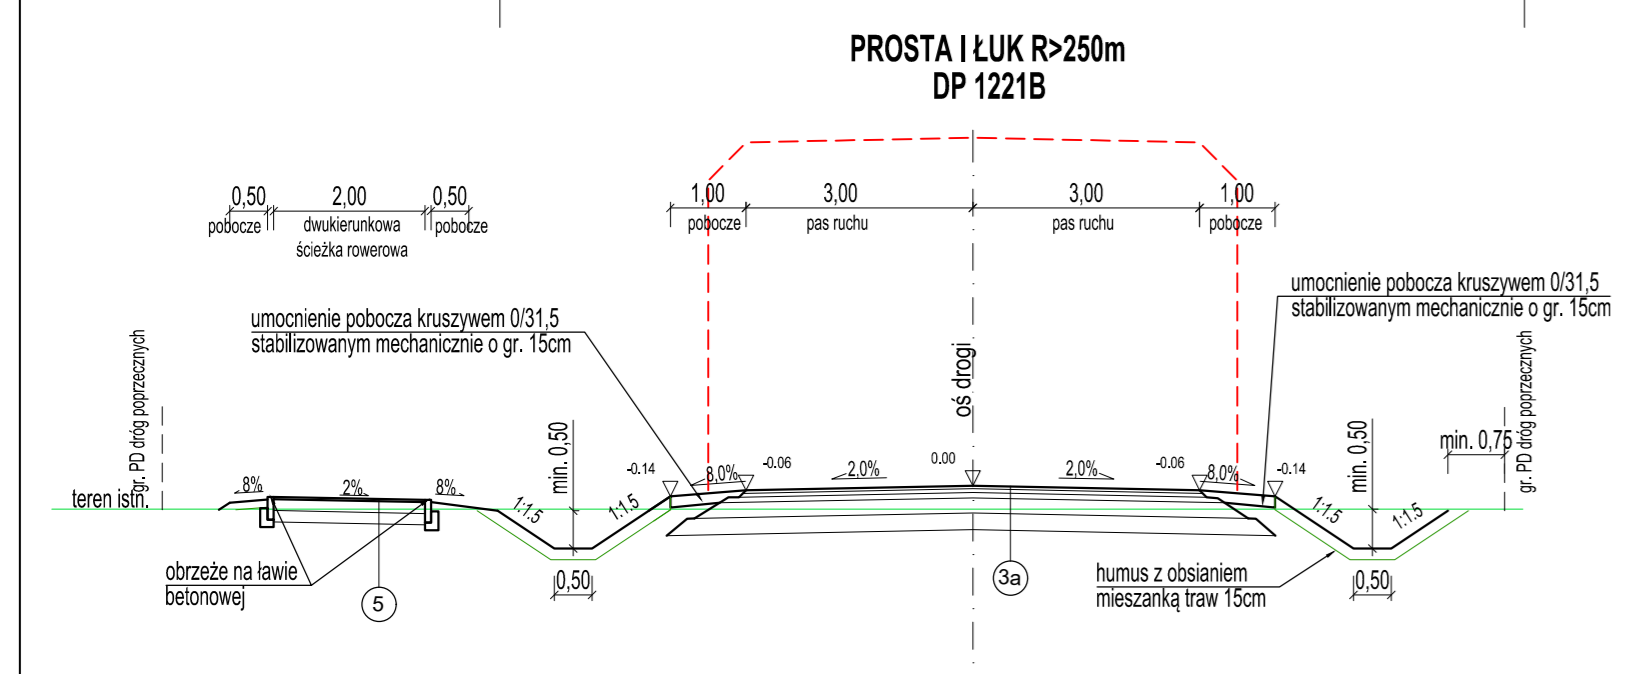 PROSTA I ŁUK R>250m
DP 1221B
0,50
2,00
0,50
1,00
3,00
3,00
1,00
pobocze
dwukierunkowa
ścieżka rowerowa
pobocze
pobocze
pas ruchu
pas ruchu
pobocze
umocnienie pobocza kruszywem 0/31,5
stabilizowanym mechanicznie o gr. 15cm
umocnienie pobocza kruszywem 0/31,5
stabilizowanym mechanicznie o gr. 15cm
gr. PD dróg poprzecznych
oś drogi
gr. PD dróg poprzecznych
min. 0,50
min. 0,50
min. 0,75
teren istn.
8%
2%
8%
1:1.5
1:1.5
-0.14
8,0%
-0.06
2,0%
0.00
2,0%
-0.06
8,0%
-0.14
1:1.5
1:1.5
obrzeże na ławie
betonowej
5
0,50
3a
humus z obsianiem
mieszanką traw 15cm
0,50